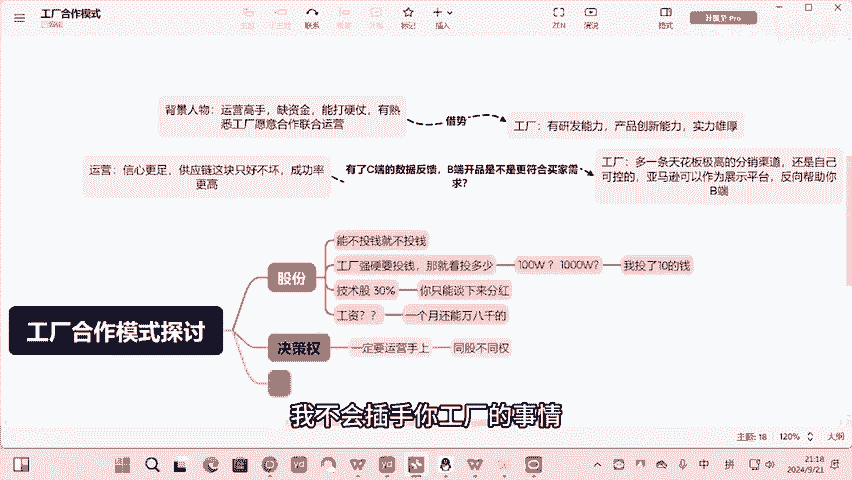 工厂合作模式
联系
标记
插入
ZEN
演说
格式
背景人物：运营高手，缺资金，能打硬仗，有熟
悉工厂愿意合作联合运营
借势
工厂：有研发能力，产品创新能力，实力雄厚
运营：信心更足，供应链这块只好不坏，成功率
更高
有了C端的数据反馈，B端开品是不是更符合买家需
求？
工厂：多一条天花板极高的分销渠道，还是自己
可控的，亚马逊可以作为展示平台，反向帮助你
B端
能不投钱就不投钱
工厂强硬要投钱，那就看投多少
100W？ 1000W？
我投了10的钱
股份
技术股 30%
你只能谈下来分红
工资？？
一个月还能万八千的
工厂合作模式探讨
决策权
一定要运营手上
同股不同权
我不会插手你工厂的事情
主题: 18
120%
大纲
中
拼
21:18
2024/9/21